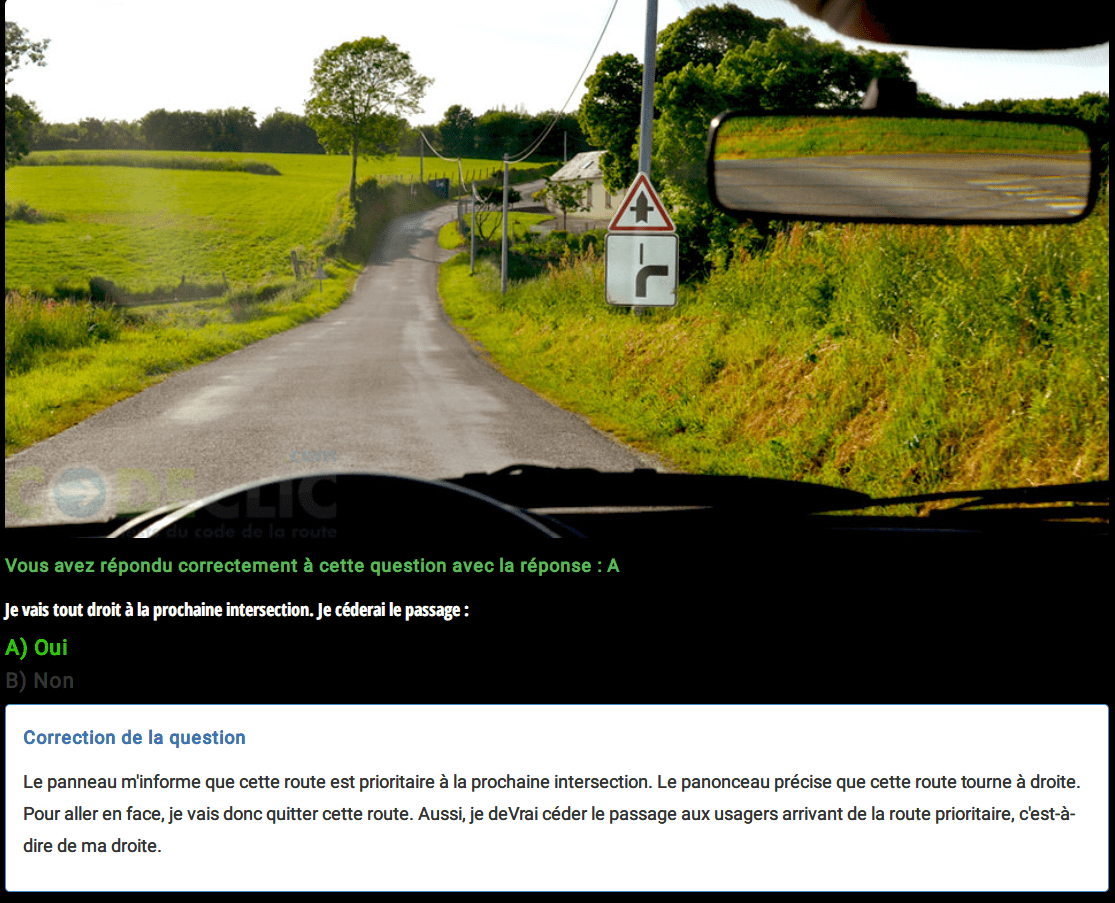 CODECLIC
.com
du code de la route
Vous avez répondu correctement à cette question avec la réponse : A
Je vais tout droit à la prochaine intersection. Je céderai le passage :
A) Oui
B) Non
Correction de la question
Le panneau m'informe que cette route est prioritaire à la prochaine intersection. Le panonceau précise que cette route tourne à droite.
Pour aller en face, je vais donc quitter cette route. Aussi, je deVrai céder le passage aux usagers arrivant de la route prioritaire, c'est-à-
dire de ma droite.